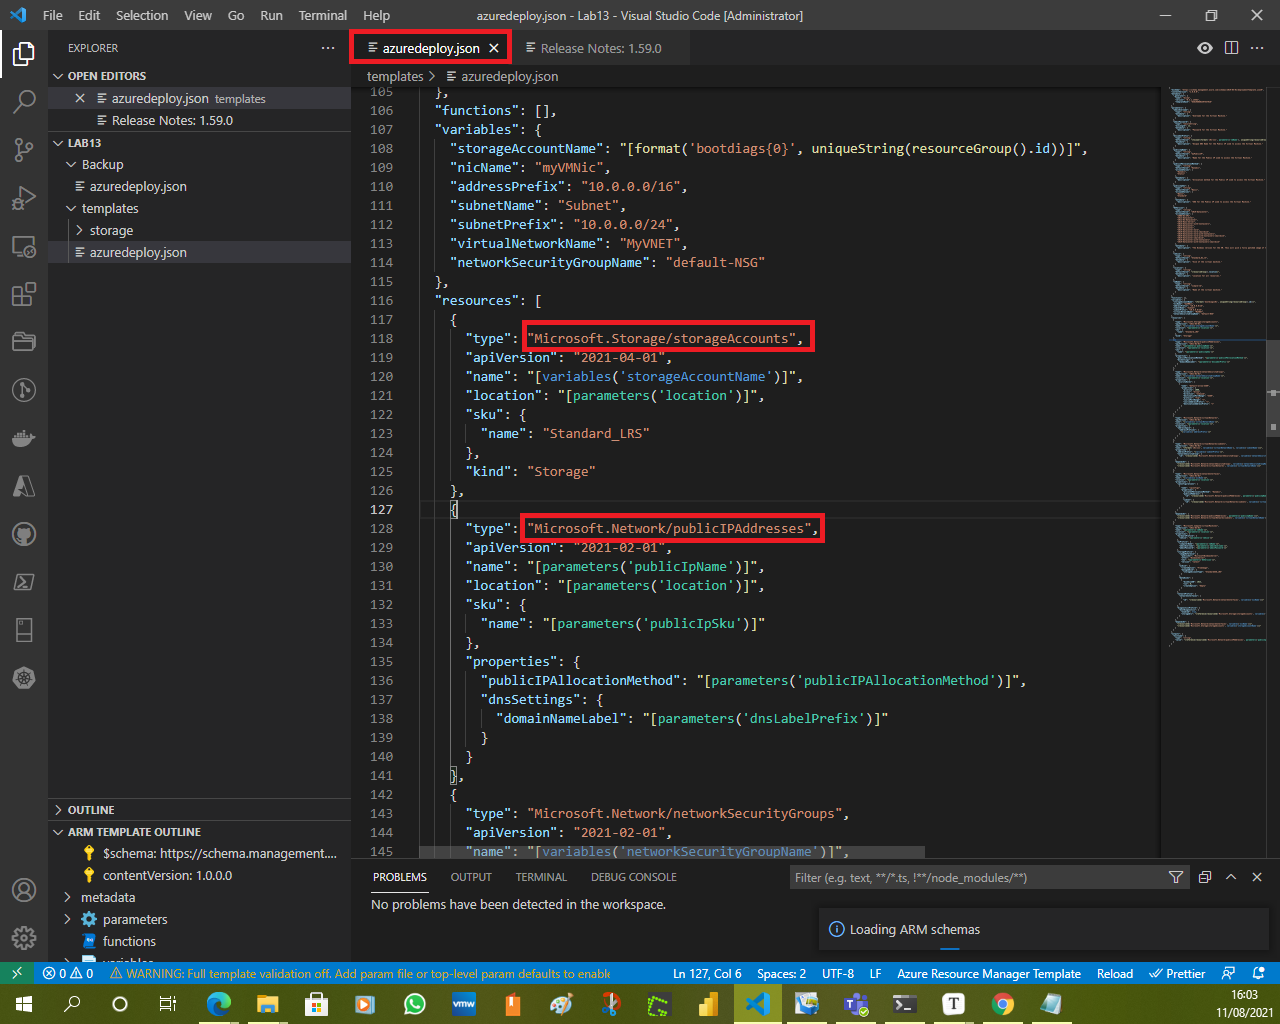 File Edit Selection View Go Run Terminal Help azuredeploy.json - Lab13 - Visual Studio Code [Administrator]
EXPLORER
OPEN EDITORS
azuredeploy.json templates
Release Notes: 1.59.0
LAB13
Backup
azuredeploy.json
templates
storage
azuredeploy.json
OUTLINE
ARM TEMPLATE OUTLINE
$schema: https://schema.management....
contentVersion: 1.0.0.0
metadata
parameters
functions
variables
azuredeploy.json Release Notes: 1.59.0
templates > azuredeploy.json
105 },
106 "functions": [],
107 "variables": {
108 "storageAccountName": "[format('bootdiags{0}', uniqueString(resourceGroup().id))]",
109 "nicName": "myVMNic",
110 "addressPrefix": "10.0.0.0/16",
111 "subnetName": "Subnet",
112 "subnetPrefix": "10.0.0.0/24",
113 "virtualNetworkName": "MyVNET",
114 "networkSecurityGroupName": "default-NSG"
115 },
116 "resources": [
117 {
118 "type": "Microsoft.Storage/storageAccounts",
119 "apiVersion": "2021-04-01",
120 "name": "[variables('storageAccountName')]",
121 "location": "[parameters('location')]",
122 "sku": {
123 "name": "Standard_LRS"
124 },
125 "kind": "Storage"
126 },
127 {
128 "type": "Microsoft.Network/publicIPAddresses",
129 "apiVersion": "2021-02-01",
130 "name": "[parameters('publicIpName')]",
131 "location": "[parameters('location')]",
132 "sku": {
133 "name": "[parameters('publicIpSku')]"
134 },
135 "properties": {
136 "publicIPAllocationMethod": "[parameters('publicIPAllocationMethod')]",
137 "dnsSettings": {
138 "domainNameLabel": "[parameters('dnsLabelPrefix')]"
139 }
140 }
141 },
142 {
143 "type": "Microsoft.Network/networkSecurityGroups",
144 "apiVersion": "2021-02-01",
145 "name": "[variables('networkSecurityGroupName')]",
PROBLEMS OUTPUT TERMINAL DEBUG CONSOLE Filter (e.g. text, **/*.ts, !**/node_modules/**)
No problems have been detected in the workspace.
Loading ARM schemas
0 0 WARNING: Full template validation off. Add param file or top-level param defaults to enable Ln 127, Col 6 Spaces: 2 UTF-8 LF Azure Resource Manager Template Reload Prettier
vmw T
16:03
11/08/2021